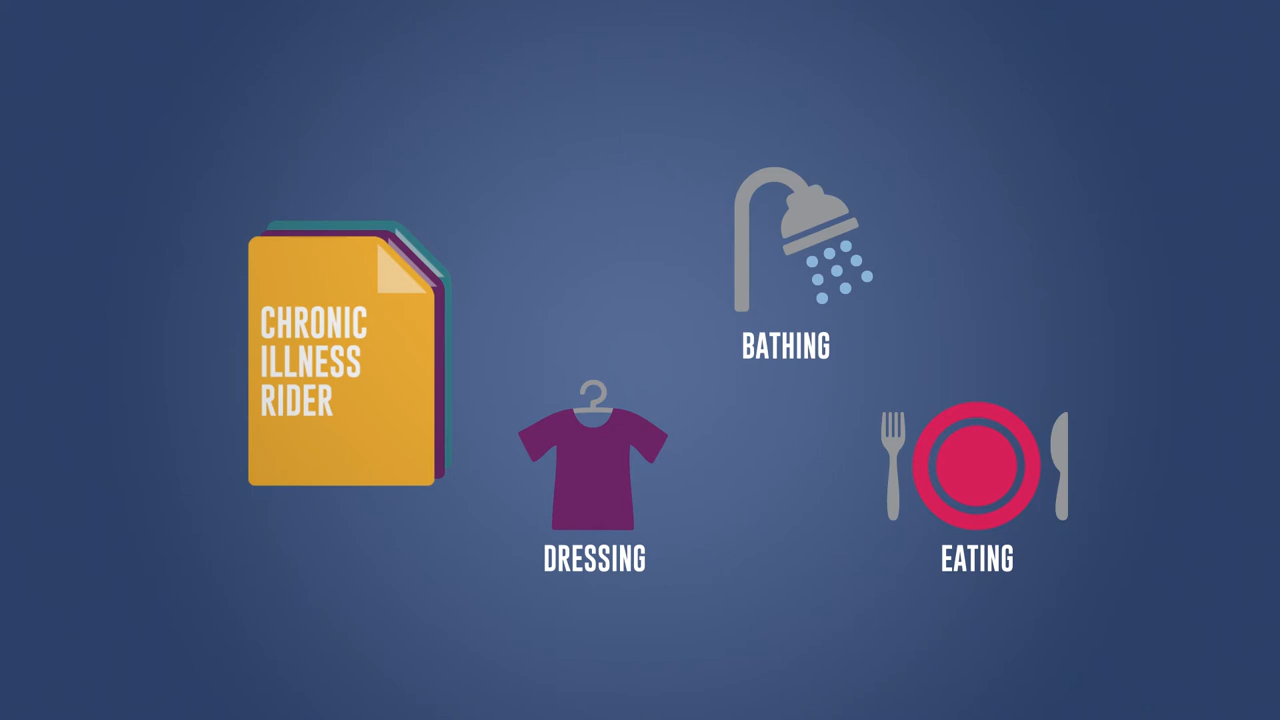 CHRONIC
ILLNESS
RIDER
BATHING
DRESSING
EATING